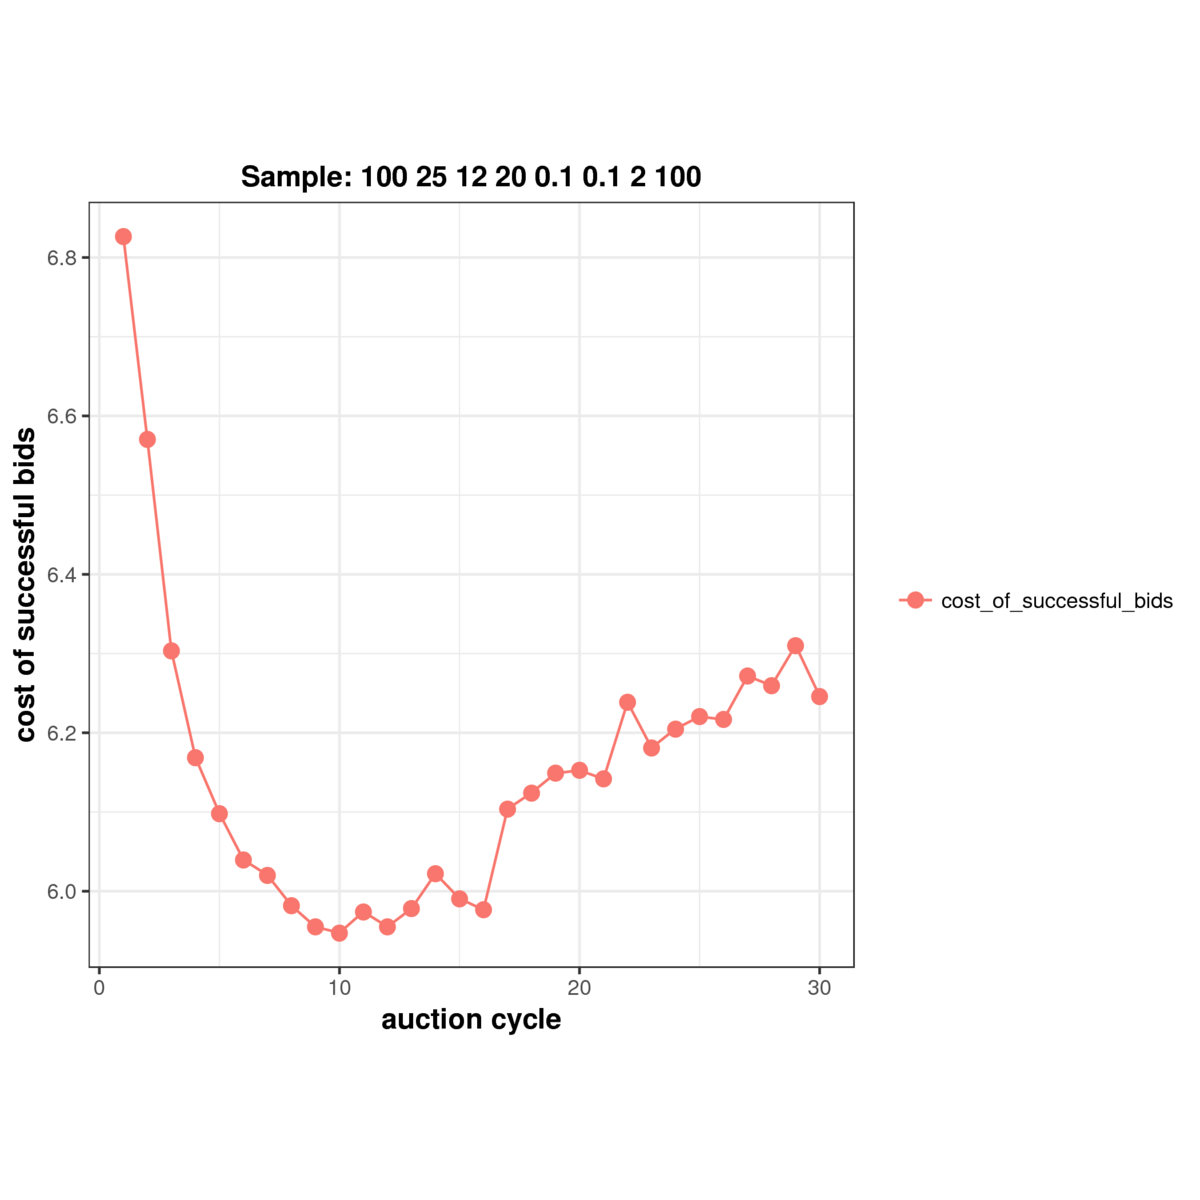 Sample: 100 25 12 20 0.1 0.1 2 100
cost of successful bids
6.8
6.6
6.4
6.2
6.0
0 10 20 30
auction cycle
cost_of_successful_bids